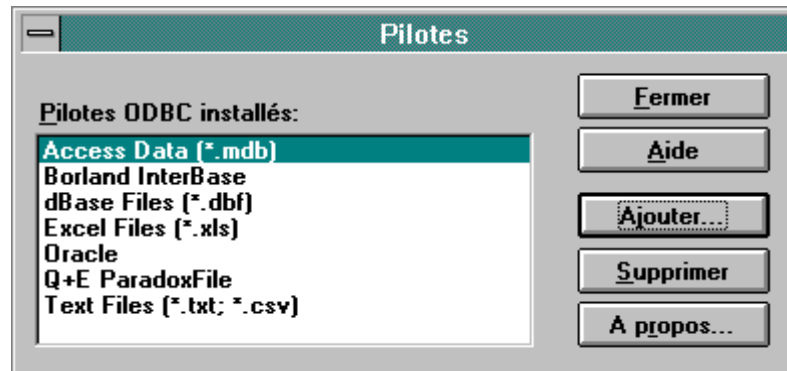 Pilotes
Pilotes ODBC installés:
Access Data (*.mdb)
Borland InterBase
dBase Files (*.dbf)
Excel Files (*.xls)
Oracle
Q+E ParadoxFile
Text Files (*.txt; *.csv)
Fermer
Aide
Ajouter...
Supprimer
A propos...